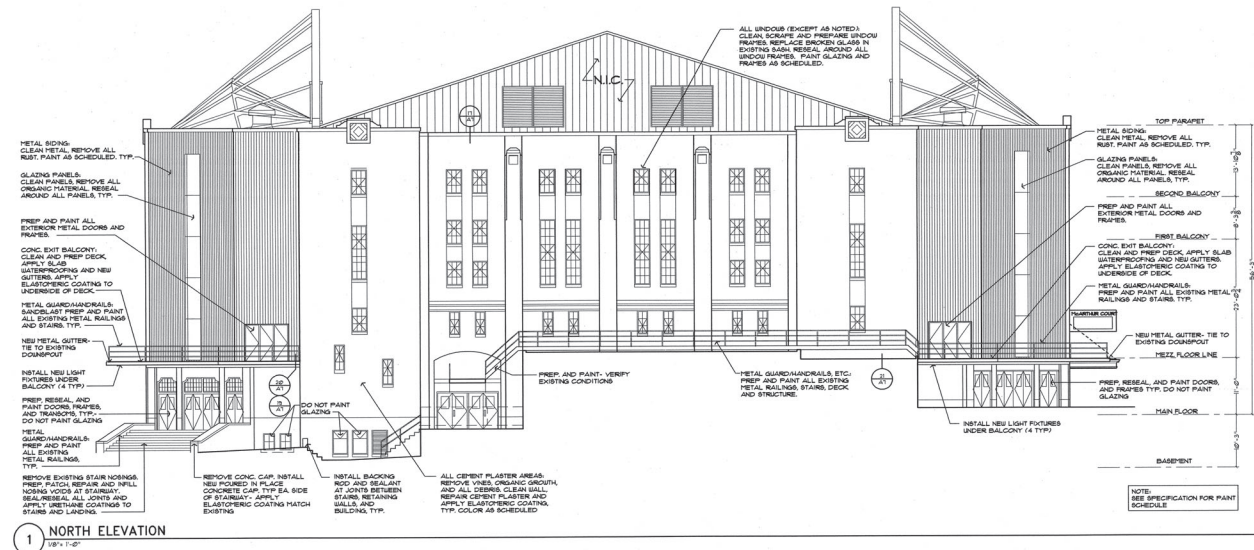 ALL WINDOWS (EXCEPT AS NOTED):
CLEAN, SCRAPE AND PREPARE WINDOW
FRAMES. REPLACE BROKEN GLASS IN
EXISTING SASH. RESEAL AROUND ALL
WINDOW FRAMES. PAINT GLAZING AND
FRAMES AS SCHEDULED.
N.I.C.
17
A7
METAL SIDING:
CLEAN METAL, REMOVE ALL
RUST. PAINT AS SCHEDULED, TYP.
GLAZING PANELS:
CLEAN PANELS, REMOVE ALL
ORGANIC MATERIAL. RESEAL
AROUND ALL PANELS, TYP.
PREP AND PAINT ALL
EXTERIOR METAL DOORS AND
FRAMES.
CONC. EXIT BALCONY:
CLEAN AND PREP DECK,
APPLY SLAB
WATERPROOFING AND NEW
GUTTERS. APPLY
ELASTOMERIC COATING TO
UNDERSIDE OF DECK.
METAL GUARD/HANDRAILS:
SANDBLAST PREP AND PAINT
ALL EXISTING METAL RAILINGS
AND STAIRS, TYP.
NEW METAL GUTTER-
TIE TO EXISTING
DOWNSPOUT
INSTALL NEW LIGHT
FIXTURES UNDER
BALCONY (4 TYP)
PREP, RESEAL, AND
PAINT DOORS, FRAMES,
AND TRANSOMS, TYP.-
DO NOT PAINT GLAZING
METAL
GUARD/HANDRAILS:
PREP AND PAINT
ALL EXISTING
METAL RAILINGS,
TYP.
REMOVE EXISTING STAIR NOSINGS.
PREP, PATCH, REPAIR AND INFILL
NOSING VOIDS AT STAIRWAY.
SEAL/RESEAL ALL JOINTS AND
APPLY URETHANE COATINGS TO
STAIRS AND LANDING.
REMOVE CONC. CAP. INSTALL
NEW POURED IN PLACE
CONCRETE CAP. TYP EA. SIDE
OF STAIRWAY - APPLY
ELASTOMERIC COATING MATCH
EXISTING
20
A7
19
A7
DO NOT PAINT
GLAZING
INSTALL BACKING
ROD AND SEALANT
AT JOINTS BETWEEN
STAIRS, RETAINING
WALLS, AND
BUILDING, TYP.
ALL CEMENT PLASTER AREAS:
REMOVE VINES, ORGANIC GROWTH,
AND ALL DEBRIS. CLEAN WALL,
REPAIR CEMENT PLASTER AND
APPLY ELASTOMERIC COATING,
TYP. COLOR AS SCHEDULED
PREP. AND PAINT- VERIFY
EXISTING CONDITIONS
METAL GUARD/HANDRAILS, ETC.:
PREP AND PAINT ALL EXISTING
METAL RAILINGS, STAIRS, DECK
AND STRUCTURE.
21
A7
TOP PARAPET
METAL SIDING:
CLEAN METAL, REMOVE ALL
RUST. PAINT AS SCHEDULED, TYP.
GLAZING PANELS:
CLEAN PANELS, REMOVE ALL
ORGANIC MATERIAL. RESEAL
AROUND ALL PANELS, TYP.
SECOND BALCONY
PREP AND PAINT ALL
EXTERIOR METAL DOORS AND
FRAMES.
FIRST BALCONY
CONC. EXIT BALCONY:
CLEAN AND PREP DECK, APPLY SLAB
WATERPROOFING AND NEW GUTTERS.
APPLY ELASTOMERIC COATING TO
UNDERSIDE OF DECK.
METAL GUARD/HANDRAILS:
PREP AND PAINT ALL EXISTING METAL
RAILINGS AND STAIRS, TYP.
McARTHUR COURT
NEW METAL GUTTER- TIE TO
EXISTING DOWNSPOUT
MEZZ. FLOOR LINE
PREP, RESEAL, AND PAINT DOORS,
AND FRAMES TYP. DO NOT PAINT
GLAZING
MAIN FLOOR
INSTALL NEW LIGHT FIXTURES
UNDER BALCONY (4 TYP)
BASEMENT
56'-3"
11'-0"
10'-3"
NOTE:
SEE SPECIFICATION FOR PAINT
SCHEDULE
1
NORTH ELEVATION
1/8" = 1'-0"